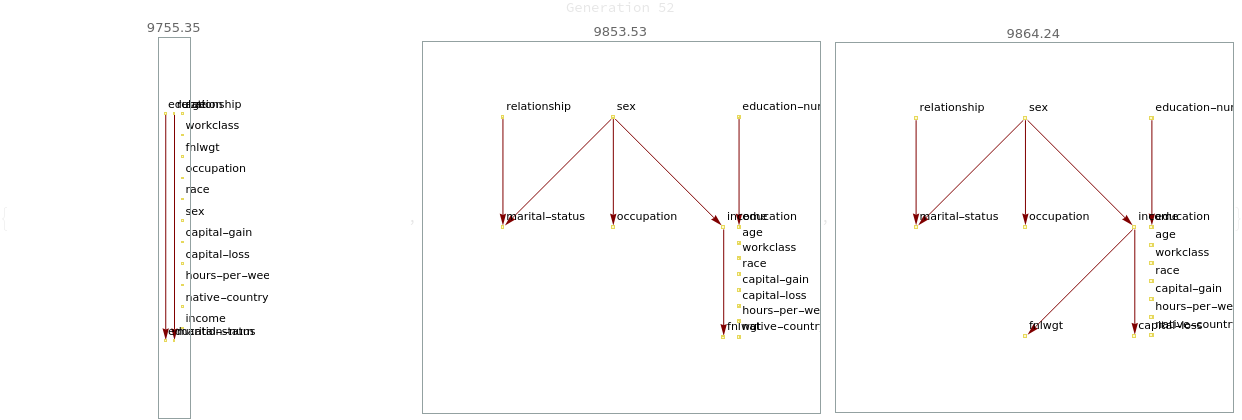 Generation 52
9755.35
relationship
workclass
fnlwgt
occupation
race
sex
capital-gain
capital-loss
hours-per-wee
native-country
income
marital-status
9853.53
relationship
sex
education-num
marital-status
occupation
income
education
age
workclass
race
capital-gain
capital-loss
hours-per-we
fnlwgt
native-countr
9864.24
relationship
sex
education-num
marital-status
occupation
income
education
age
workclass
race
capital-gain
hours-per-we
fnlwgt
capital-loss
native-countr